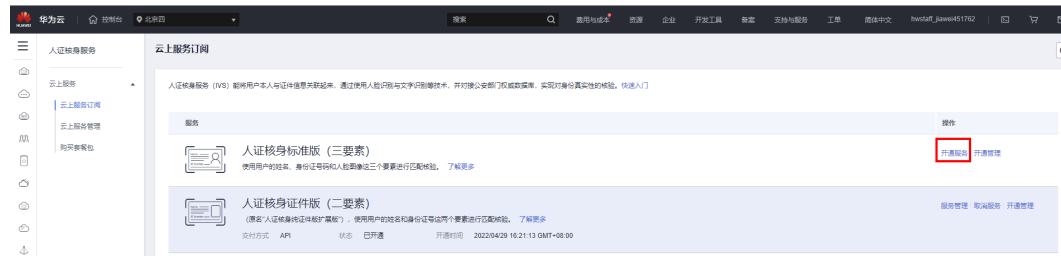 HUAWEI
华为云 控制台 北京四 搜索 费用与成本 资源 企业 开发工具 备案 支持与服务 工单 简体中文 hwstaff_jiawei451762
人证核身服务
云上服务订阅
人证核身服务（IVS）能将用户本人与证件信息关联起来，通过使用人脸识别与文字识别等技术，并对接公安部门权威数据库，实现对身份真实性的核验。快速入门
云上服务
云上服务订阅
云上服务管理
购买套餐包
服务 操作
人证核身标准版（三要素）
使用用户的姓名、身份证号码和人脸图像这三个要素进行匹配核验。 了解更多
开通服务 开通管理
人证核身证件版（二要素）
（原名“人证核身纯证件版扩展版”），使用用户的姓名和身份证号这两个要素进行匹配核验。 了解更多
服务管理 取消服务 开通管理
交付方式 API 状态 已开通 开通时间 2022/04/29 16:21:13 GMT+08:00